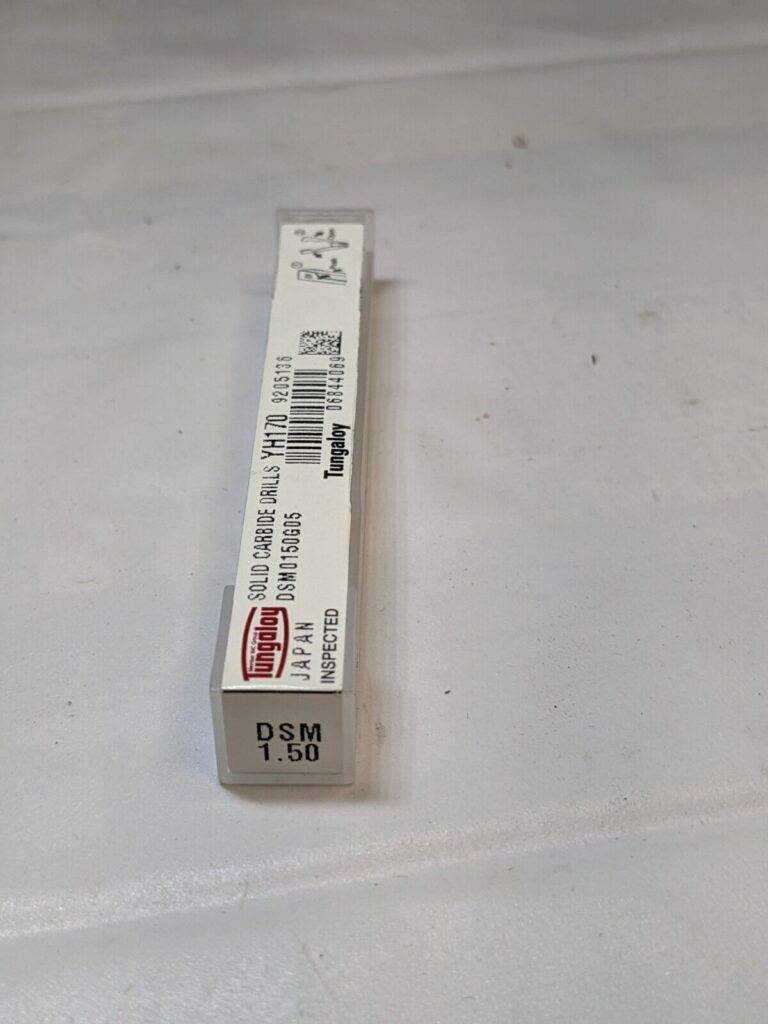 Tungaloy
SOLID CARBIDE DRILLS YH170 9205136
DSM0150G05
JAPAN
INSPECTED
Tungaloy 06844069
DSM
1.50